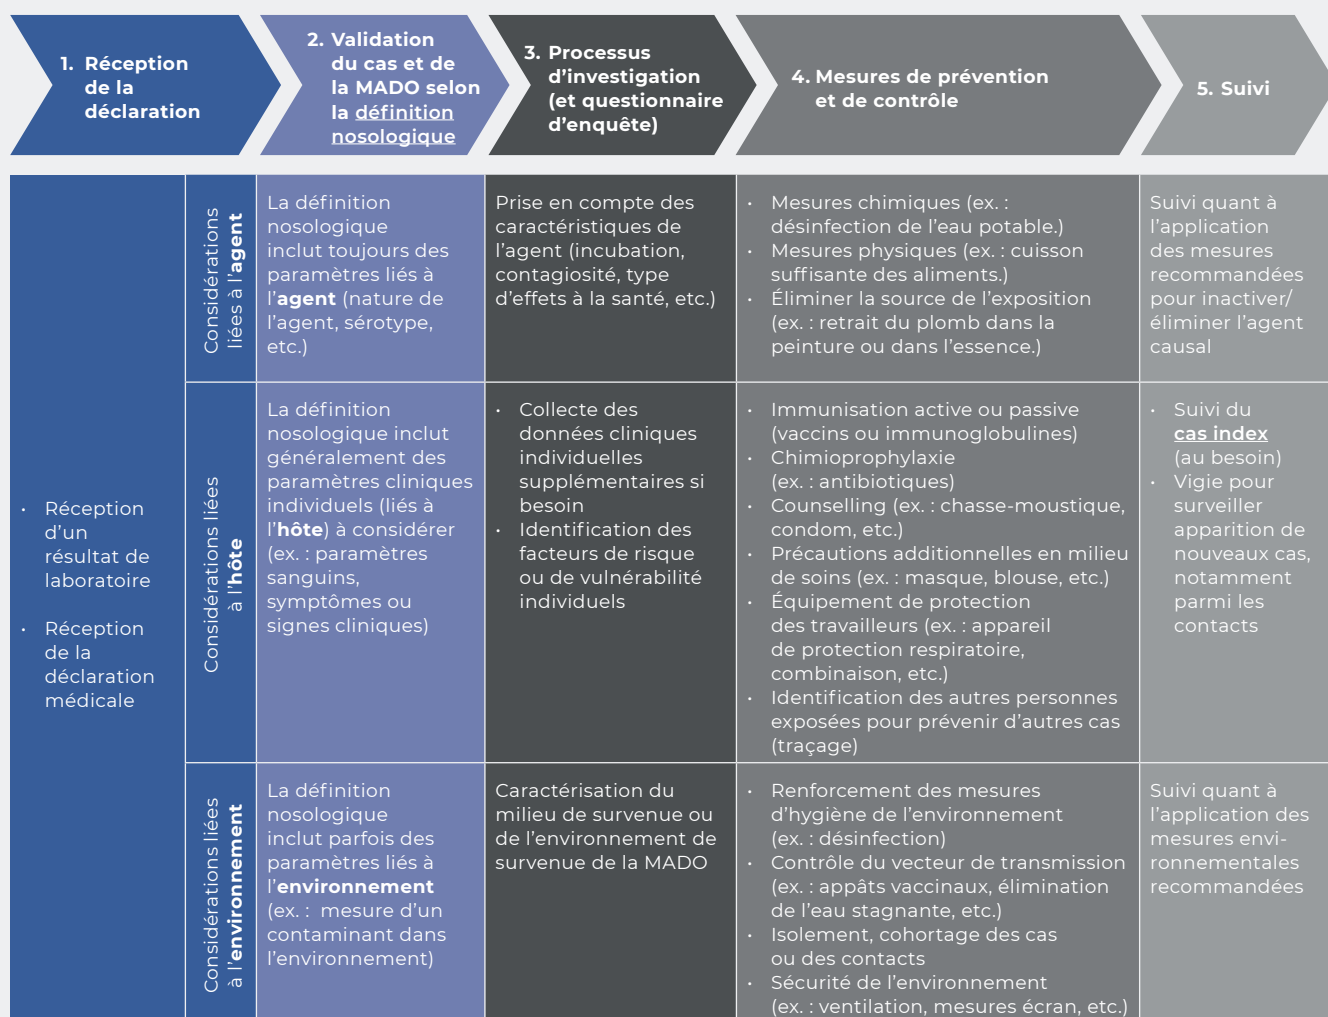 1. Réception
de la
déclaration
2. Validation
du cas et de
la MADO selon
la définition
nosologique
3. Processus
d’investigation
(et questionnaire
d’enquête)
4. Mesures de prévention
et de contrôle
5. Suivi
• Réception
d’un
résultat de
laboratoire
• Réception
de la
déclaration
médicale
Considérations
liées à l’agent
La définition
nosologique
inclut toujours des
paramètres liés à
l’agent (nature de
l’agent, sérotype,
etc.)
Prise en compte des
caractéristiques de
l’agent (incubation,
contagiosité, type
d’effets à la santé, etc.)
• Mesures chimiques (ex. :
désinfection de l’eau potable.)
• Mesures physiques (ex. : cuisson
suffisante des aliments.)
• Éliminer la source de l’exposition
(ex. : retrait du plomb dans la
peinture ou dans l’essence.)
Suivi quant à
l’application
des mesures
recommandées
pour inactiver/
éliminer l’agent
causal
Considérations liées
à l’hôte
La définition
nosologique inclut
généralement des
paramètres cliniques
individuels (liés à
l’hôte) à considérer
(ex. : paramètres
sanguins,
symptômes ou
signes cliniques)
• Collecte des
données cliniques
individuelles
supplémentaires si
besoin
• Identification des
facteurs de risque
ou de vulnérabilité
individuels
• Immunisation active ou passive
(vaccins ou immunoglobulines)
• Chimioprophylaxie
(ex. : antibiotiques)
• Counselling (ex. : chasse-moustique,
condom, etc.)
• Précautions additionnelles en milieu
de soins (ex. : masque, blouse, etc.)
• Équipement de protection
des travailleurs (ex. : appareil
de protection respiratoire,
combinaison, etc.)
• Identification des autres personnes
exposées pour prévenir d’autres cas
(traçage)
• Suivi du
cas index
(au besoin)
• Vigie pour
surveiller
apparition de
nouveaux cas,
notamment
parmi les
contacts
Considérations liées
à l’environnement
La définition
nosologique
inclut parfois des
paramètres liés à
l’environnement
(ex. : mesure d’un
contaminant dans
l’environnement)
Caractérisation du
milieu de survenue ou
de l’environnement de
survenue de la MADO
• Renforcement des mesures
d’hygiène de l’environnement
(ex. : désinfection)
• Contrôle du vecteur de transmission
(ex. : appâts vaccinaux, élimination
de l’eau stagnante, etc.)
• Isolement, cohortage des cas
ou des contacts
• Sécurité de l’environnement
(ex. : ventilation, mesures écran, etc.)
Suivi quant à
l’application des
mesures envi-
ronnementales
recommandées